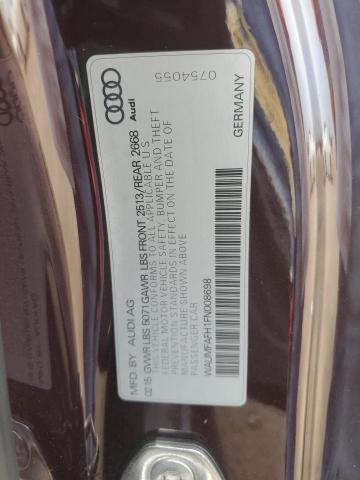 MFD. BY AUDI AG
02/15 GVWR LBS 5071 GAWR LBS FRONT 2513/REAR 2668
THIS VEHICLE CONFORMS TO ALL APPLICABLE U S
FEDERAL MOTOR VEHICLE SAFETY, BUMPER AND THEFT
PREVENTION STANDARDS IN EFFECT ON THE DATE OF
MANUFACTURE SHOWN ABOVE
PASSENGER CAR
WAUMFAFH1FN008698
Audi
0754055
GERMANY